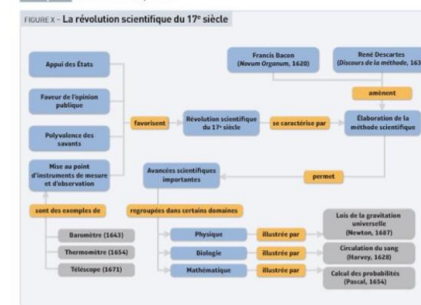 FIGURE X – La révolution scientifique du 17e siècle
Francis Bacon
(Novum Organum, 1620)
René Descartes
(Discours de la méthode, 163
Appui des États
amènent
Faveur de l'opinion
publique
favorisent
Révolution scientifique
du 17e siècle
se caractérise par
Élaboration de la
méthode scientifique
Polyvalence des
savants
Mise au point
d'instruments de mesure
et d'observation
Avancées scientifiques
importantes
permet
sont des exemples de
regroupées dans certains domaines
Lois de la gravitation
universelle
(Newton, 1687)
Baromètre (1643)
Physique
illustrée par
Thermomètre (1654)
Biologie
illustrée par
Circulation du sang
(Harvey, 1628)
Télescope (1671)
Mathématique
illustrée par
Calcul des probabilités
(Pascal, 1654)